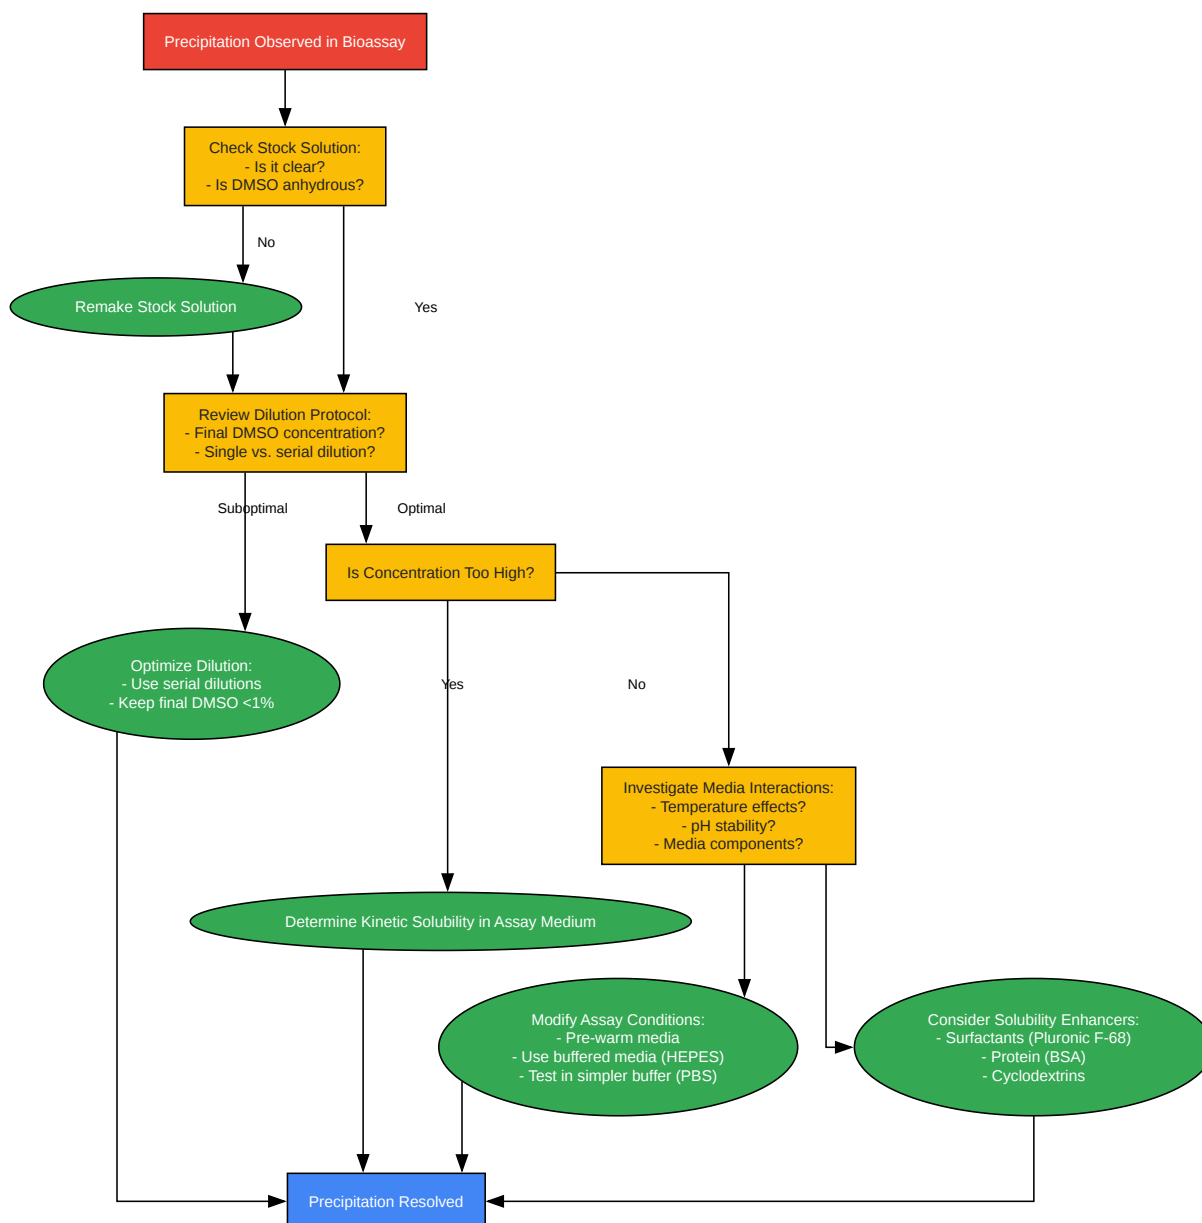 Precipitation Observed in Bioassay
Check Stock Solution:
- Is it clear?
- Is DMSO anhydrous?
No
Remake Stock Solution
Yes
Review Dilution Protocol:
- Final DMSO concentration?
- Single vs. serial dilution?
Suboptimal
Optimal
Is Concentration Too High?
Optimize Dilution:
- Use serial dilutions
- Keep final DMSO <1%
Yes
No
Investigate Media Interactions:
- Temperature effects?
- pH stability?
- Media components?
Determine Kinetic Solubility in Assay Medium
Modify Assay Conditions:
- Pre-warm media
- Use buffered media (HEPES)
- Test in simpler buffer (PBS)
Consider Solubility Enhancers:
- Surfactants (Pluronic F-68)
- Protein (BSA)
- Cyclodextrins
Precipitation Resolved